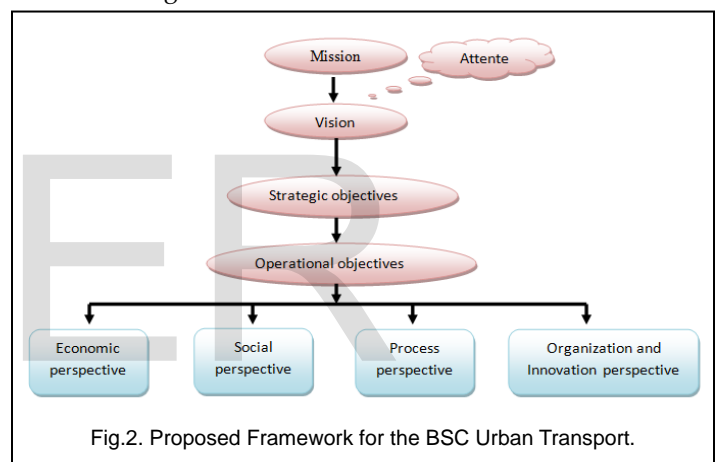 Mission
Attente
Vision
Strategic objectives
Operational objectives
Economic
perspective
Social
perspective
Process
perspective
Organization and
Innovation perspective
Fig.2. Proposed Framework for the BSC Urban Transport.
ER